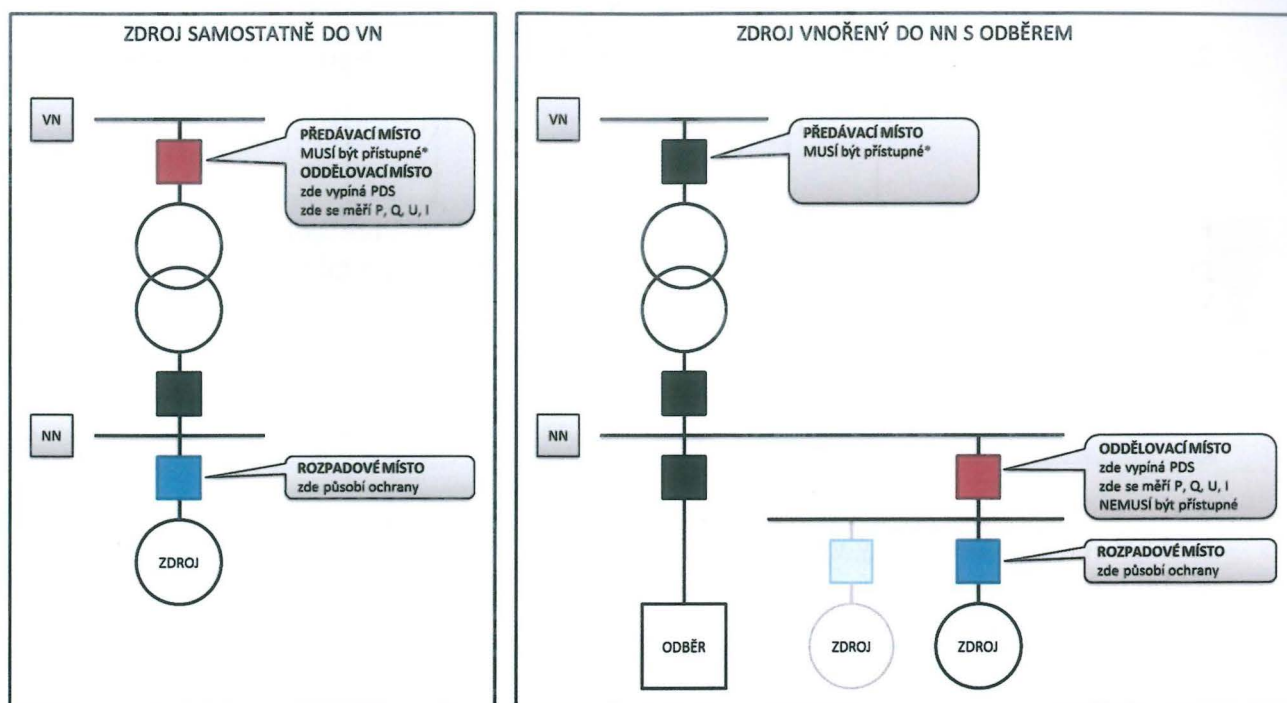 ZDROJ SAMOSTATNĚ DO VN
VN
PŘEDÁVACÍ MÍSTO
MUSÍ být přístupné*
ODDĚLOVACÍ MÍSTO
zde vypíná PDS
zde se měří P, Q, U, I
NN
ROZPADOVÉ MÍSTO
zde působí ochrany
ZDROJ
ZDROJ VNOŘENÝ DO NN S ODBĚREM
VN
PŘEDÁVACÍ MÍSTO
MUSÍ být přístupné*
NN
ODDĚLOVACÍ MÍSTO
zde vypíná PDS
zde se měří P, Q, U, I
NEMUSÍ být přístupné
ROZPADOVÉ MÍSTO
zde působí ochrany
ODBĚR
ZDROJ
ZDROJ